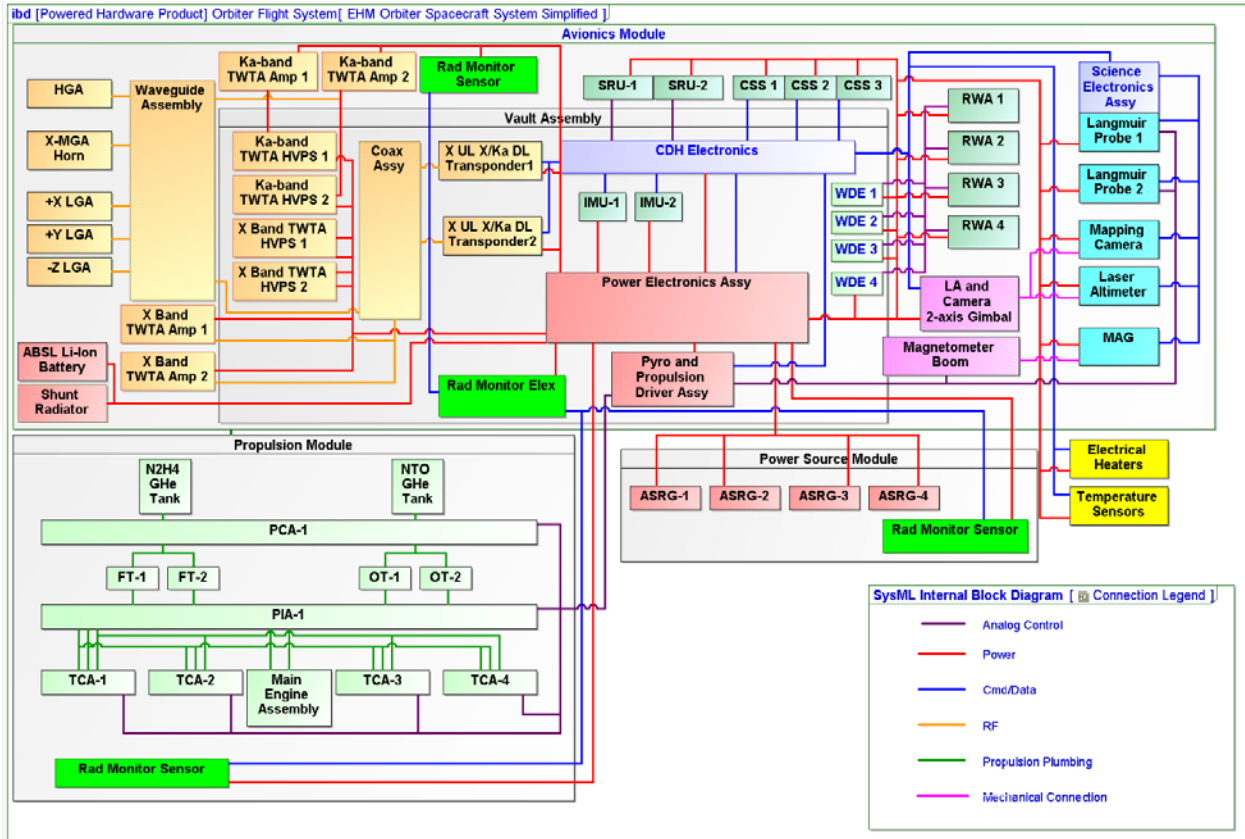 ibd [Powered Hardware Product] Orbiter Flight System[ EHM Orbiter Spacecraft System Simplified ]
Avionics Module
HGA
X-MGA
Horn
+X LGA
+Y LGA
-Z LGA
Waveguide
Assembly
Ka-band
TWTA Amp 1
Ka-band
TWTA Amp 2
Rad Monitor
Sensor
SRU-1
SRU-2
CSS 1
CSS 2
CSS 3
Vault Assembly
Ka-band
TWTA HVPS 1
Ka-band
TWTA HVPS 2
X Band TWTA
HVPS 1
X Band TWTA
HVPS 2
Coax
Assy
X UL X/Ka DL
Transponder1
X UL X/Ka DL
Transponder2
CDH Electronics
IMU-1
IMU-2
WDE 1
WDE 2
WDE 3
WDE 4
RWA 1
RWA 2
RWA 3
RWA 4
Science
Electronics
Assy
Langmuir
Probe 1
Langmuir
Probe 2
Mapping
Camera
Laser
Altimeter
MAG
LA and
Camera
2-axis Gimbal
Magnetometer
Boom
Power Electronics Assy
X Band
TWTA Amp 1
X Band
TWTA Amp 2
ABSL Li-Ion
Battery
Shunt
Radiator
Rad Monitor Elex
Pyro and
Propulsion
Driver Assy
Propulsion Module
N2H4
GHe
Tank
NTO
GHe
Tank
PCA-1
FT-1
FT-2
OT-1
OT-2
PIA-1
TCA-1
TCA-2
Main
Engine
Assembly
TCA-3
TCA-4
Rad Monitor Sensor
Power Source Module
ASRG-1
ASRG-2
ASRG-3
ASRG-4
Rad Monitor Sensor
Electrical
Heaters
Temperature
Sensors
SysML Internal Block Diagram [ Connection Legend ]
Analog Control
Power
Cmd/Data
RF
Propulsion Plumbing
Mechanical Connection